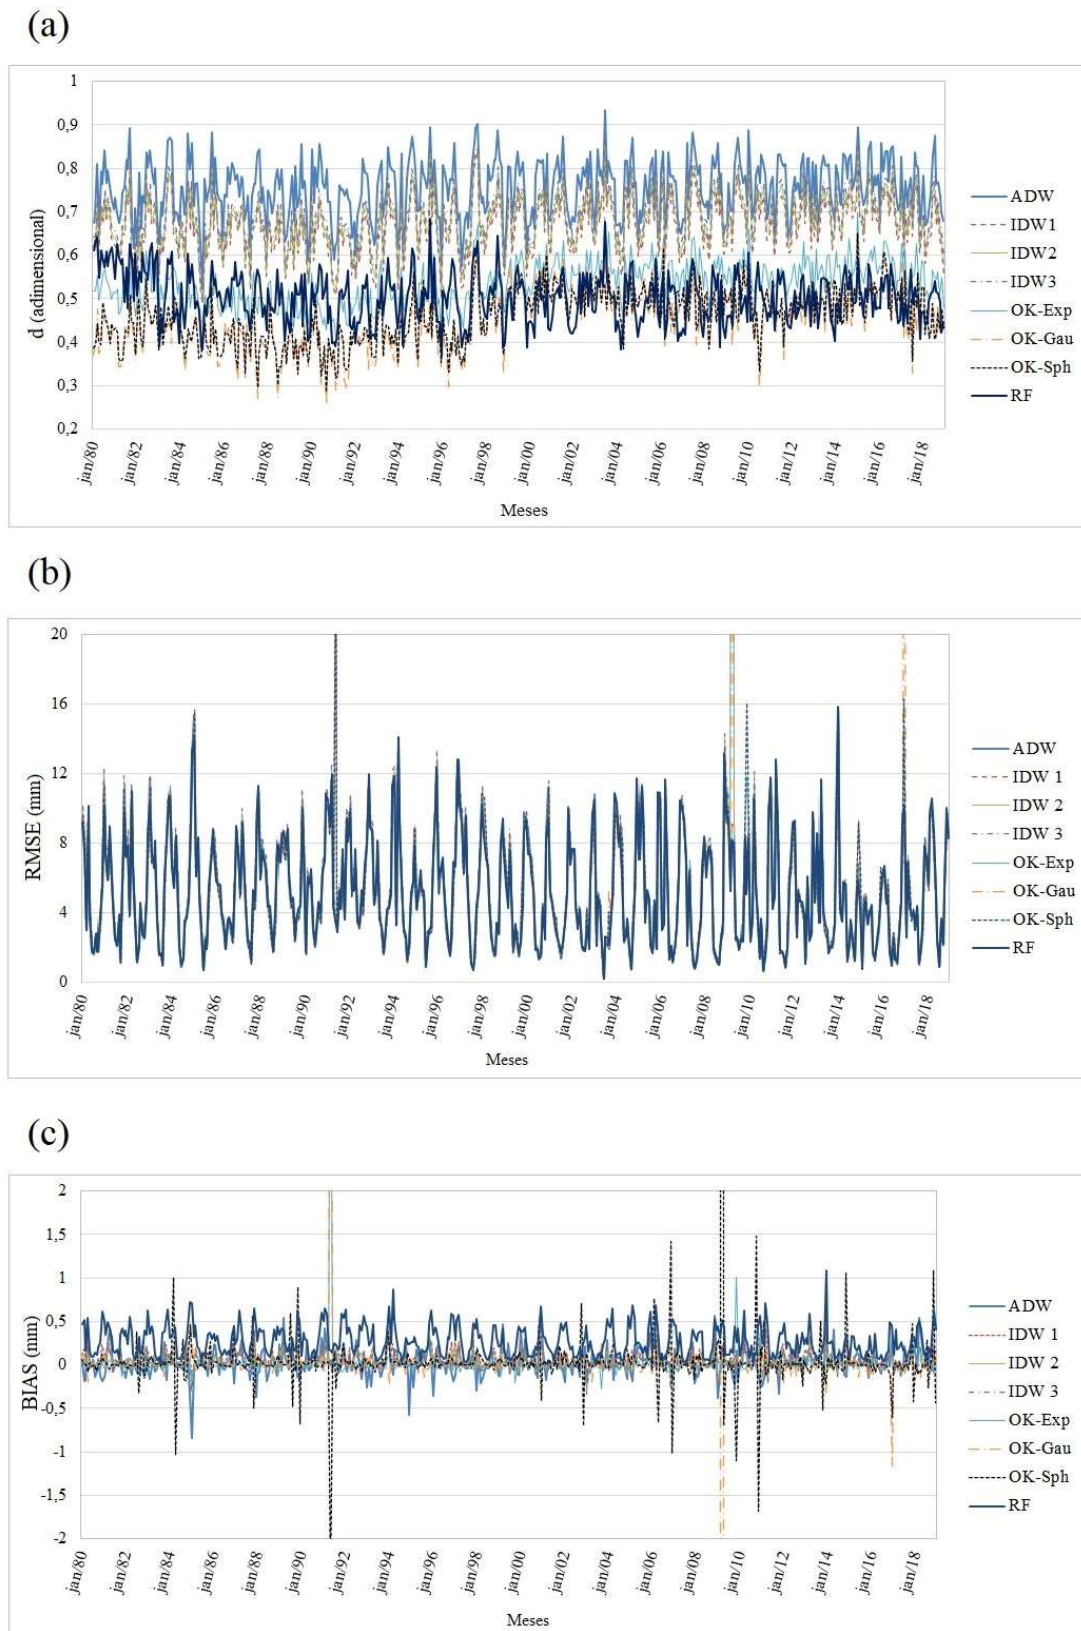 (a)
1
0,9
0,8
0,7
0,6
0,5
0,4
0,3
0,2
d (adimensional)
jan/80 jan/82 jan/84 jan/86 jan/88 jan/90 jan/92 jan/94 jan/96 jan/98 jan/00 jan/02 jan/04 jan/06 jan/08 jan/10 jan/12 jan/14 jan/16 jan/18
Meses
ADW
IDW1
IDW2
IDW3
OK-Exp
OK-Gau
OK-Sph
RF
(b)
20
16
12
8
4
0
RMSE (mm)
jan/80 jan/82 jan/84 jan/86 jan/88 jan/90 jan/92 jan/94 jan/96 jan/98 jan/00 jan/02 jan/04 jan/06 jan/08 jan/10 jan/12 jan/14 jan/16 jan/18
Meses
ADW
IDW 1
IDW 2
IDW 3
OK-Exp
OK-Gau
OK-Sph
RF
(c)
2
1,5
1
0,5
0
-0,5
-1
-1,5
-2
BIAS (mm)
jan/80 jan/82 jan/84 jan/86 jan/88 jan/90 jan/92 jan/94 jan/96 jan/98 jan/00 jan/02 jan/04 jan/06 jan/08 jan/10 jan/12 jan/14 jan/16 jan/18
Meses
ADW
IDW 1
IDW 2
IDW 3
OK-Exp
OK-Gau
OK-Sph
RF